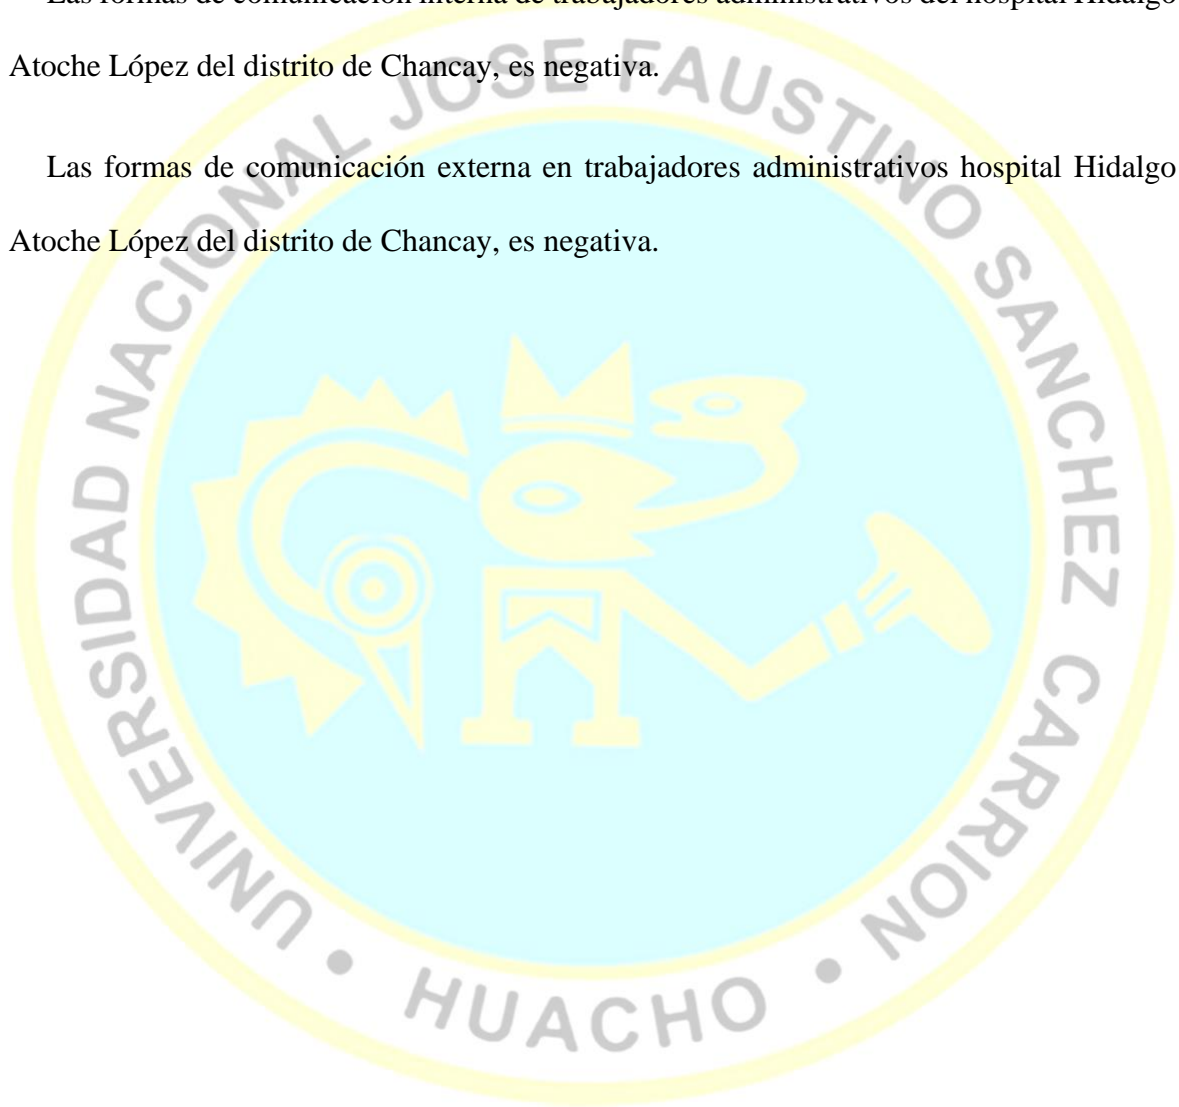 Las formas de comunicación interna de trabajadores administrativos del hospital Hidalgo
Atoche López del distrito de Chancay, es negativa.
Las formas de comunicación externa en trabajadores administrativos hospital Hidalgo
Atoche López del distrito de Chancay, es negativa.
UNIVERSIDAD NACIONAL JOSE FAUSTINO SANCHEZ CARRION
• HUACHO •